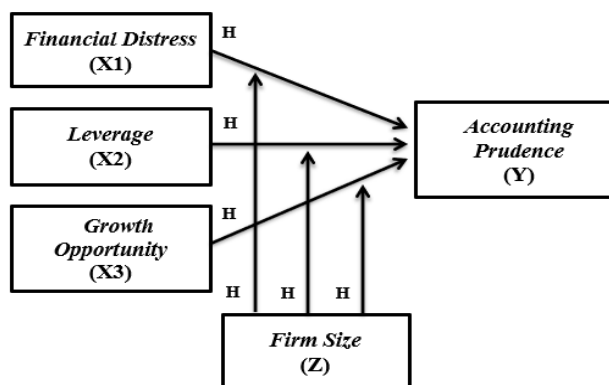 Financial Distress
(X1)
H
Leverage
(X2)
H
Growth
Opportunity
(X3)
H
Accounting
Prudence
(Y)
H
H
H
Firm Size
(Z)